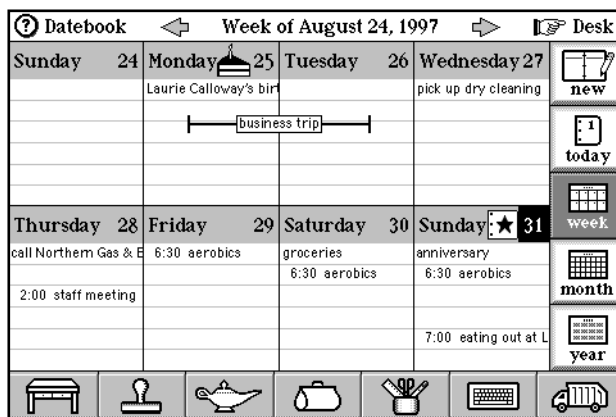 ? Datebook Week of August 24, 1997 Desk
Sunday 24 Monday 25 Tuesday 26 Wednesday 27
Laurie Calloway's birt pick up dry cleaning
business trip
new
1
today
week
Thursday 28 Friday 29 Saturday 30 Sunday 31
call Northern Gas & E 6:30 aerobics groceries anniversary
6:30 aerobics 6:30 aerobics
2:00 staff meeting
month
7:00 eating out at L
year